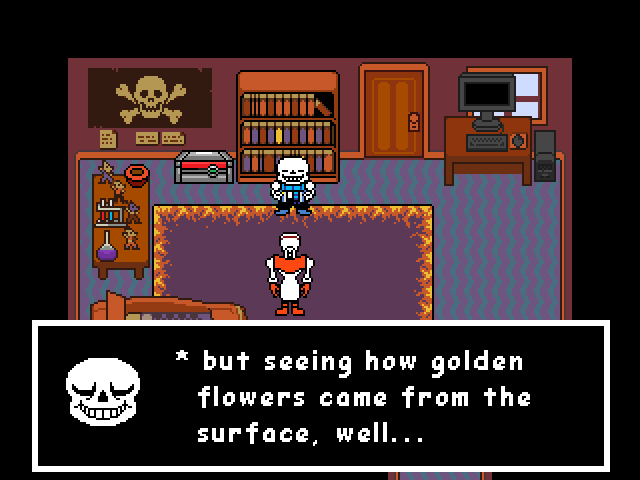 * but seeing how golden
flowers came from the
surface, well...